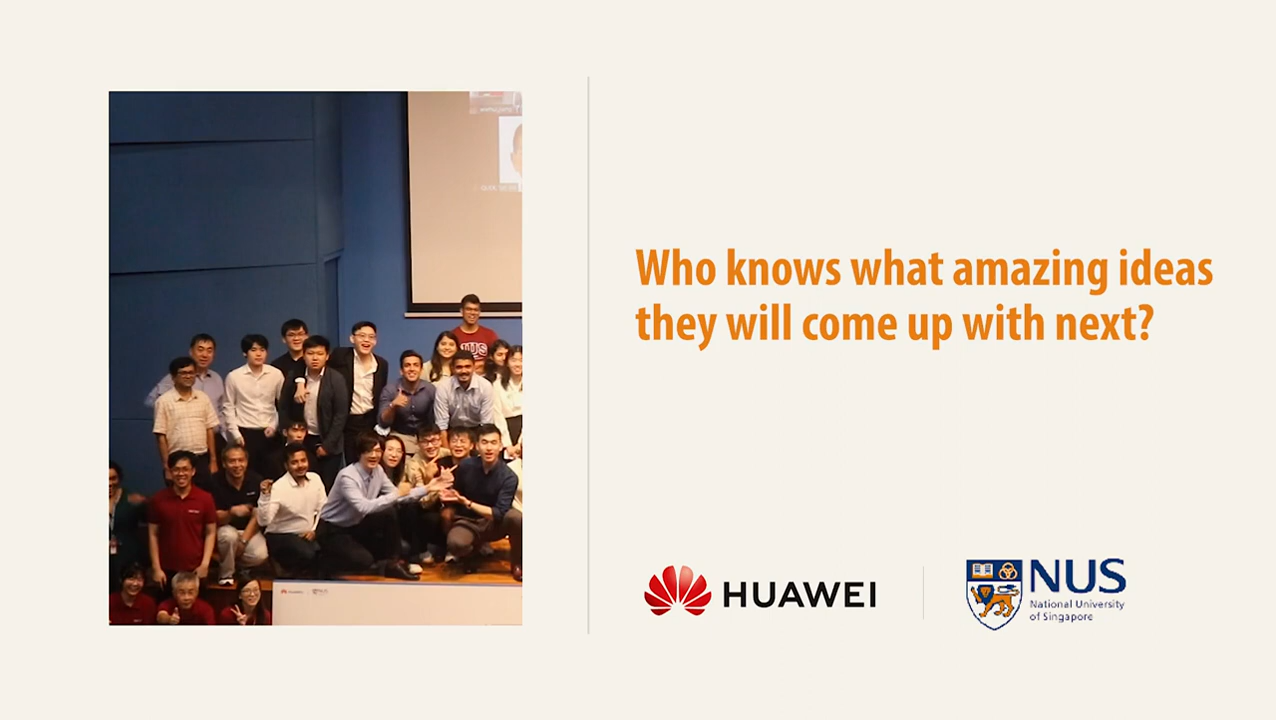 Who knows what amazing ideas
they will come up with next?
HUAWEI
NUS
National University
of Singapore